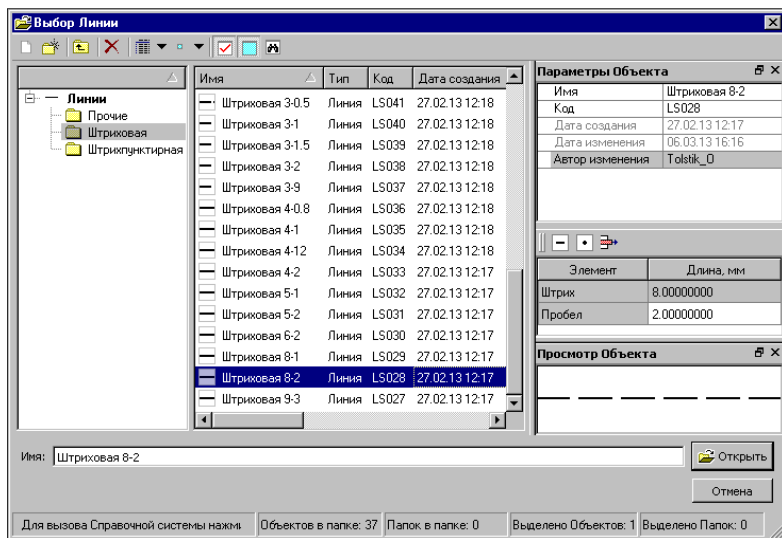 Выбор Линии
Имя Тип Код Дата создания
Линии
Прочие
Штриховая
Штрихпунктирная
Штриховая 3-0.5 Линия LS041 27.02.13 12:18
Штриховая 3-1 Линия LS040 27.02.13 12:18
Штриховая 3-1.5 Линия LS039 27.02.13 12:18
Штриховая 3-2 Линия LS038 27.02.13 12:18
Штриховая 3-9 Линия LS037 27.02.13 12:18
Штриховая 4-0.8 Линия LS036 27.02.13 12:18
Штриховая 4-1 Линия LS035 27.02.13 12:18
Штриховая 4-12 Линия LS034 27.02.13 12:18
Штриховая 4-2 Линия LS033 27.02.13 12:17
Штриховая 5-1 Линия LS032 27.02.13 12:17
Штриховая 5-2 Линия LS031 27.02.13 12:17
Штриховая 6-2 Линия LS030 27.02.13 12:17
Штриховая 8-1 Линия LS029 27.02.13 12:17
Штриховая 8-2 Линия LS028 27.02.13 12:17
Штриховая 9-3 Линия LS027 27.02.13 12:17
Параметры Объекта
Имя Штриховая 8-2
Код LS028
Дата создания 27.02.13 12:17
Дата изменения 06.03.13 16:16
Автор изменения Tolstik_O
Элемент Длина, мм
Штрих 8.00000000
Пробел 2.00000000
Просмотр Объекта
Имя: Штриховая 8-2
Открыть
Отмена
Для вызова Справочной системы нажми Объектов в папке: 37 Папок в папке: 0 Выделено Объектов: 1 Выделено Папок: 0